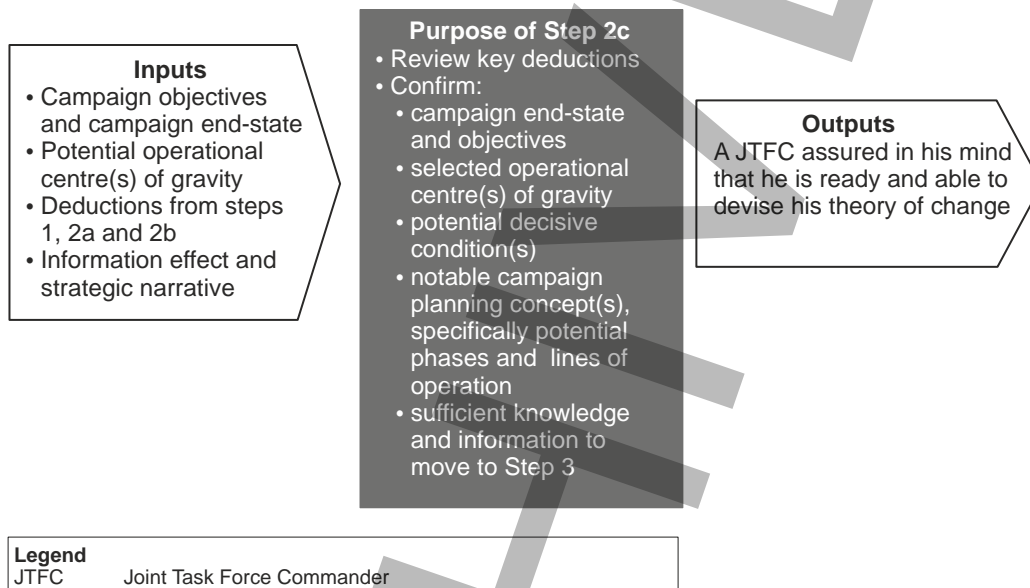 Inputs
• Campaign objectives
and campaign end-state
• Potential operational
centre(s) of gravity
• Deductions from steps
1, 2a and 2b
• Information effect and
strategic narrative
Purpose of Step 2c
• Review key deductions
• Confirm:
• campaign end-state
and objectives
• selected operational
centre(s) of gravity
• potential decisive
condition(s)
• notable campaign
planning concept(s),
specifically potential
phases and lines of
operation
• sufficient knowledge
and information to
move to Step 3
Outputs
A JTFC assured in his mind
that he is ready and able to
devise his theory of change
Legend
JTFC Joint Task Force Commander